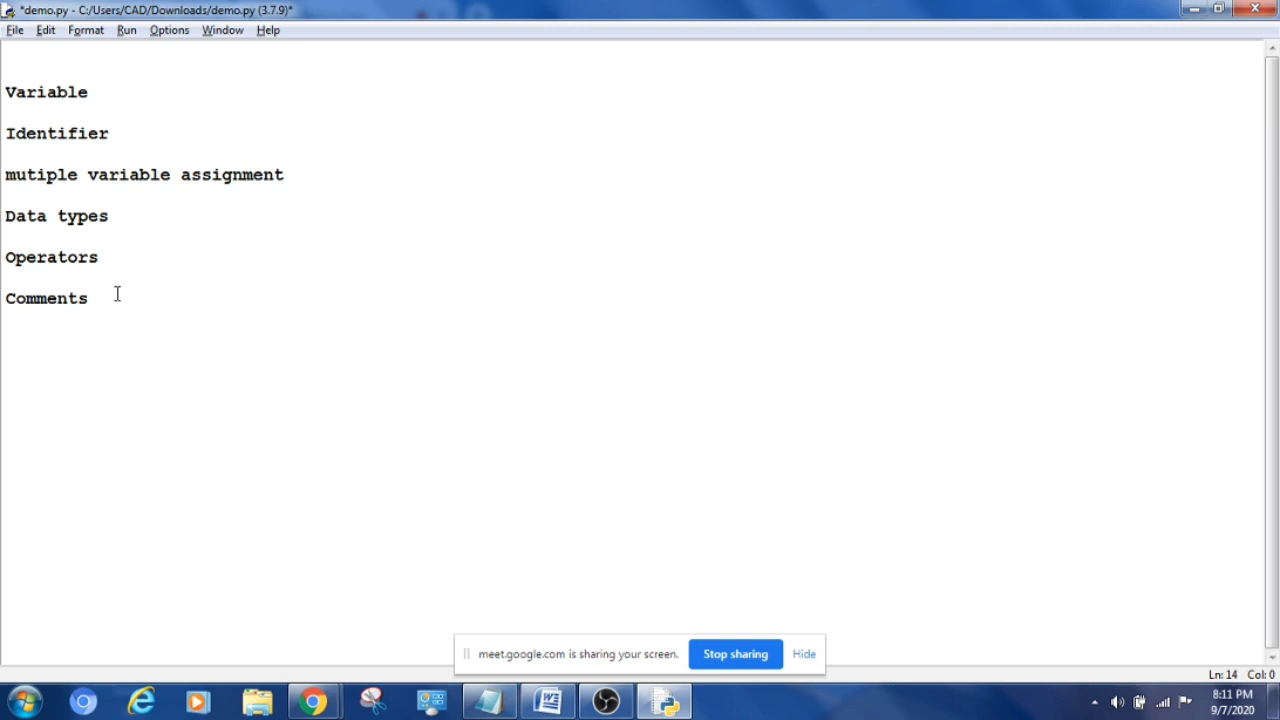 *demo.py - C:/Users/CAD/Downloads/demo.py (3.7.9)*
File Edit Format Run Options Window Help
Variable
Identifier
mutiple variable assignment
Data types
Operators
Comments
meet.google.com is sharing your screen. Stop sharing Hide
Ln: 14 Col: 0
8:11 PM
9/7/2020